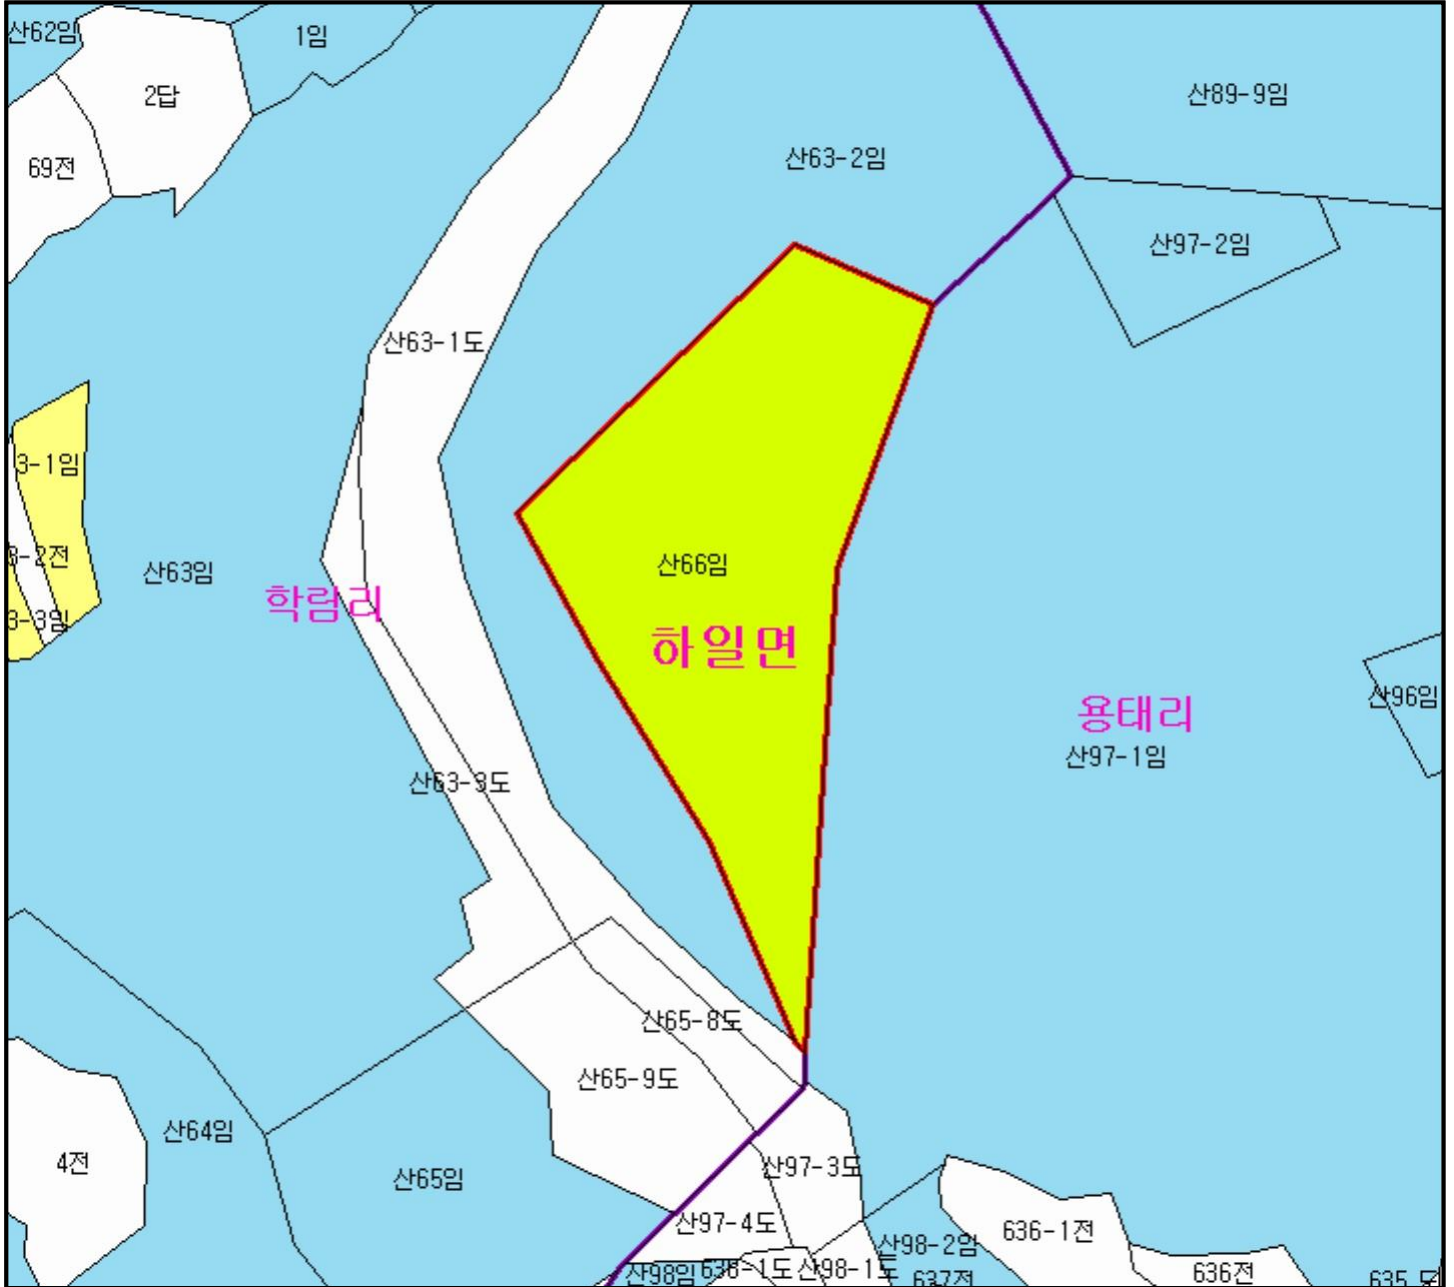 산62임
1임
2답
산89-9임
산63-2임
69전
산97-2임
산63-1도
3-1임
3-2전
산63임
산66임
학림리
3-3임
하일면
산96임
용태리
산97-1임
산63-3도
산65-8도
산65-9도
산64임
4전
산65임
산97-3도
산97-4도
636-1전
산98-2임
산98임
636-1도
산98-1도
637전
636전
635 도